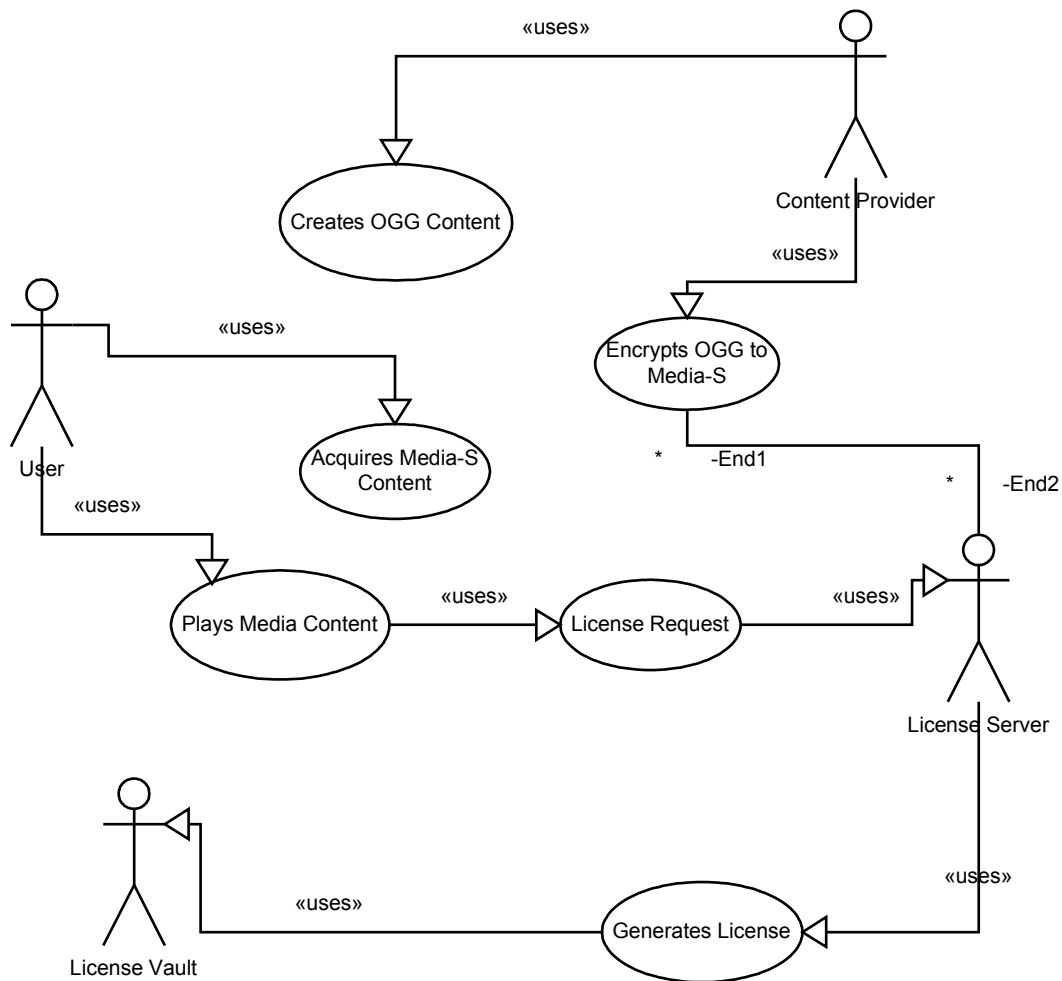 «uses»
Content Provider
Creates OGG Content
«uses»
«uses»
Encrypts OGG to
Media-S
User
Acquires Media-S
Content
* -End1
* -End2
«uses»
Plays Media Content
«uses»
License Request
«uses»
License Server
«uses»
Generates License
«uses»
License Vault